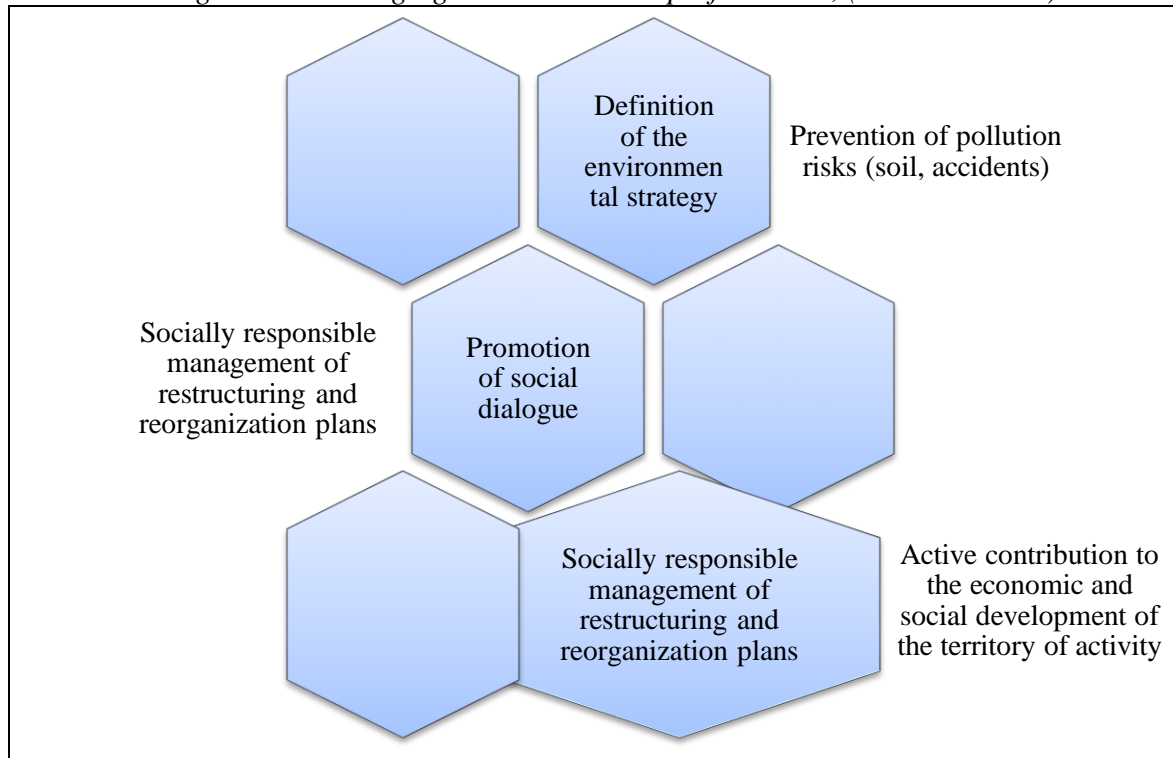 Definition
of the
environmen
tal strategy
Prevention of pollution
risks (soil, accidents)
Socially responsible
management of
restructuring and
reorganization plans
Promotion
of social
dialogue
Socially responsible
management of
restructuring and
reorganization plans
Active contribution to
the economic and
social development of
the territory of activity